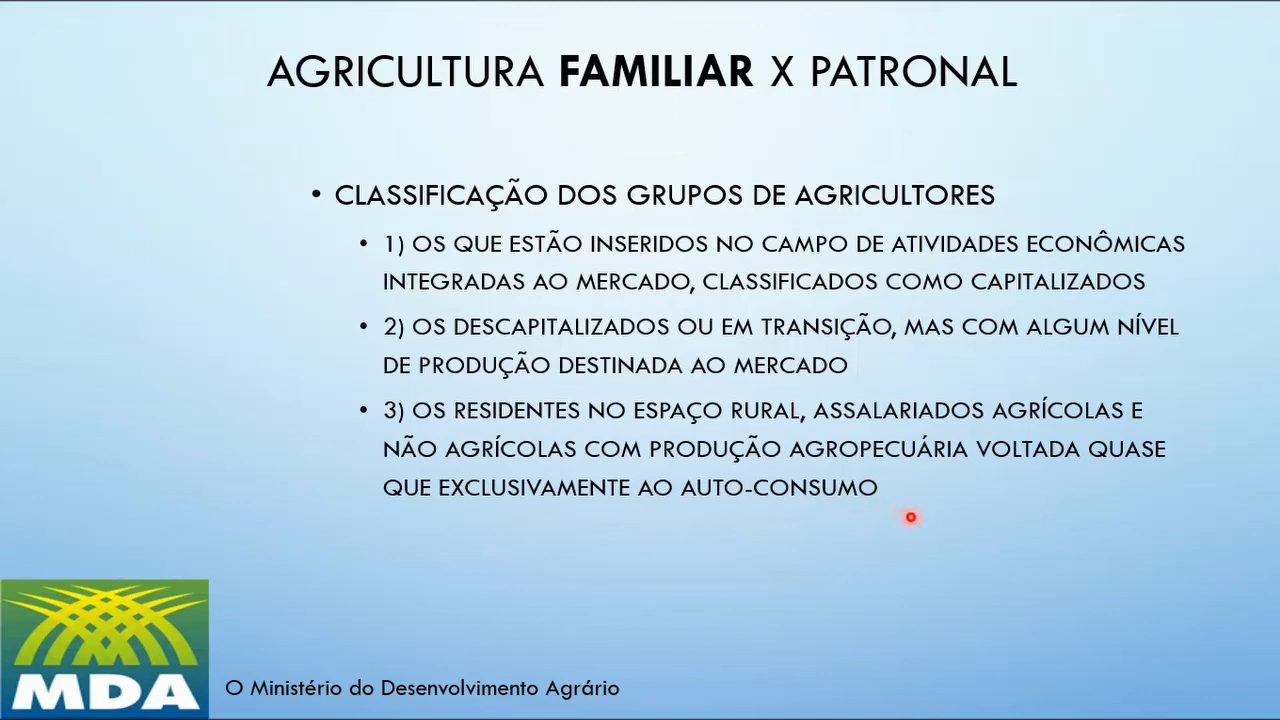 AGRICULTURA FAMILIAR X PATRONAL
• CLASSIFICAÇÃO DOS GRUPOS DE AGRICULTORES
• 1) OS QUE ESTÃO INSERIDOS NO CAMPO DE ATIVIDADES ECONÔMICAS
INTEGRADAS AO MERCADO, CLASSIFICADOS COMO CAPITALIZADOS
• 2) OS DESCAPITALIZADOS OU EM TRANSIÇÃO, MAS COM ALGUM NÍVEL
DE PRODUÇÃO DESTINADA AO MERCADO
• 3) OS RESIDENTES NO ESPAÇO RURAL, ASSALARIADOS AGRÍCOLAS E
NÃO AGRÍCOLAS COM PRODUÇÃO AGROPECUÁRIA VOLTADA QUASE
QUE EXCLUSIVAMENTE AO AUTO-CONSUMO
MDA
O Ministério do Desenvolvimento Agrário